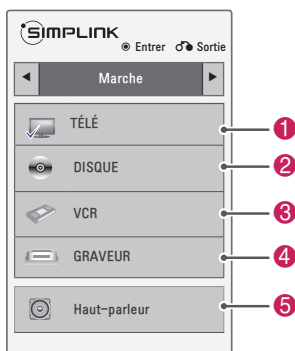 SIMPLINK
Entrer Sortie
Marche
TÉLÉ
1
DISQUE
2
VCR
3
GRAVEUR
4
Haut-parleur
5